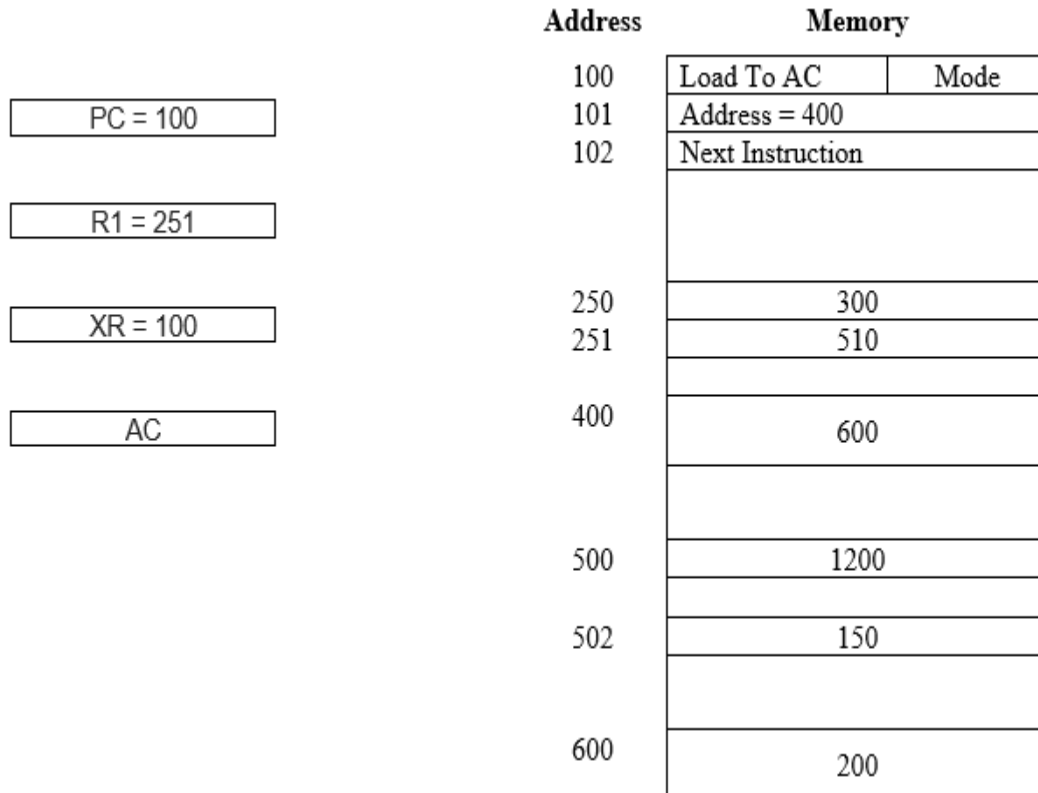 Address Memory
100 Load To AC Mode
PC = 100
101 Address = 400
102 Next Instruction
R1 = 251
250 300
XR = 100
251 510
400 600
AC
500 1200
502 150
600 200